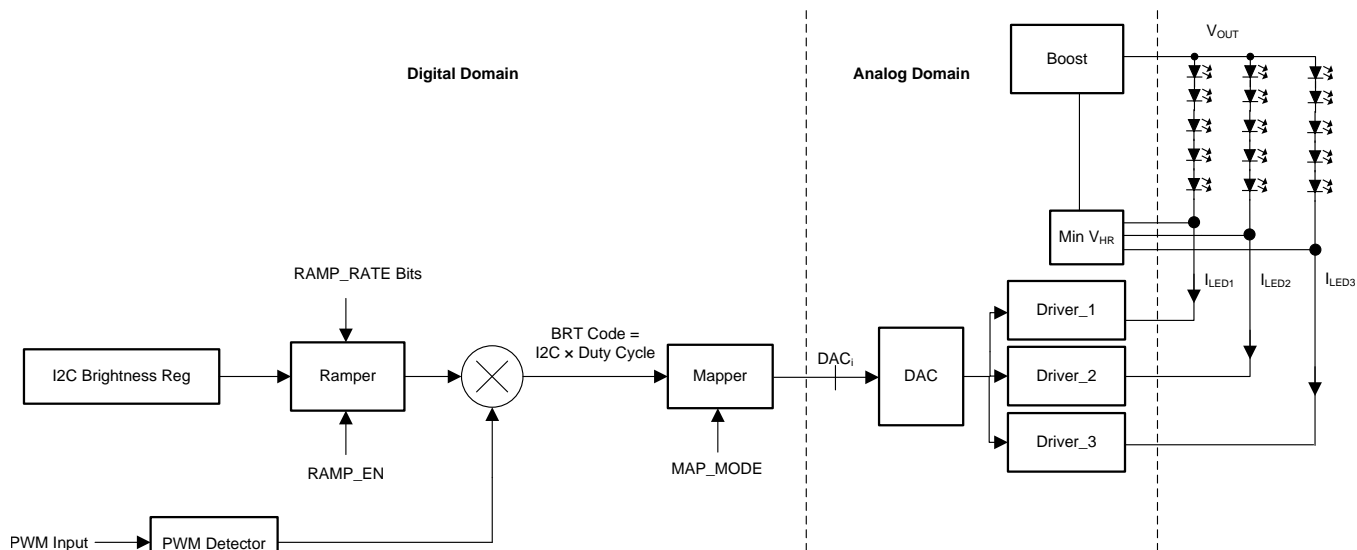 Digital Domain
Analog Domain
Boost
VOUT
Min VHR
ILED1
ILED2
ILED3
RAMP_RATE Bits
I2C Brightness Reg
Ramper
BRT Code =
I2C × Duty Cycle
Mapper
DACi
DAC
Driver_1
Driver_2
Driver_3
RAMP_EN
MAP_MODE
PWM Input
PWM Detector